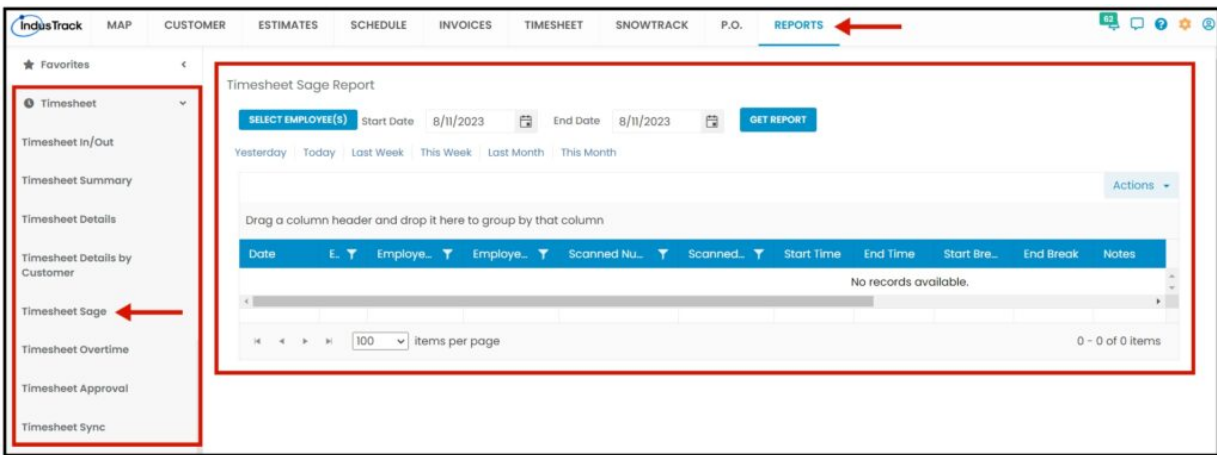 IndusTrack MAP CUSTOMER ESTIMATES SCHEDULE INVOICES TIMESHEET SNOWTRACK P.O. REPORTS 62
Favorites
Timesheet
Timesheet In/Out
Timesheet Summary
Timesheet Details
Timesheet Details by
Customer
Timesheet Sage
Timesheet Overtime
Timesheet Approval
Timesheet Sync
Timesheet Sage Report
SELECT EMPLOYEE(S) Start Date 8/11/2023 End Date 8/11/2023 GET REPORT
Yesterday Today Last Week This Week Last Month This Month
Actions
Drag a column header and drop it here to group by that column
Date E.. Employe... Employe... Scanned Nu... Scanned... Start Time End Time Start Bre... End Break Notes
No records available.
100 items per page 0 - 0 of 0 items